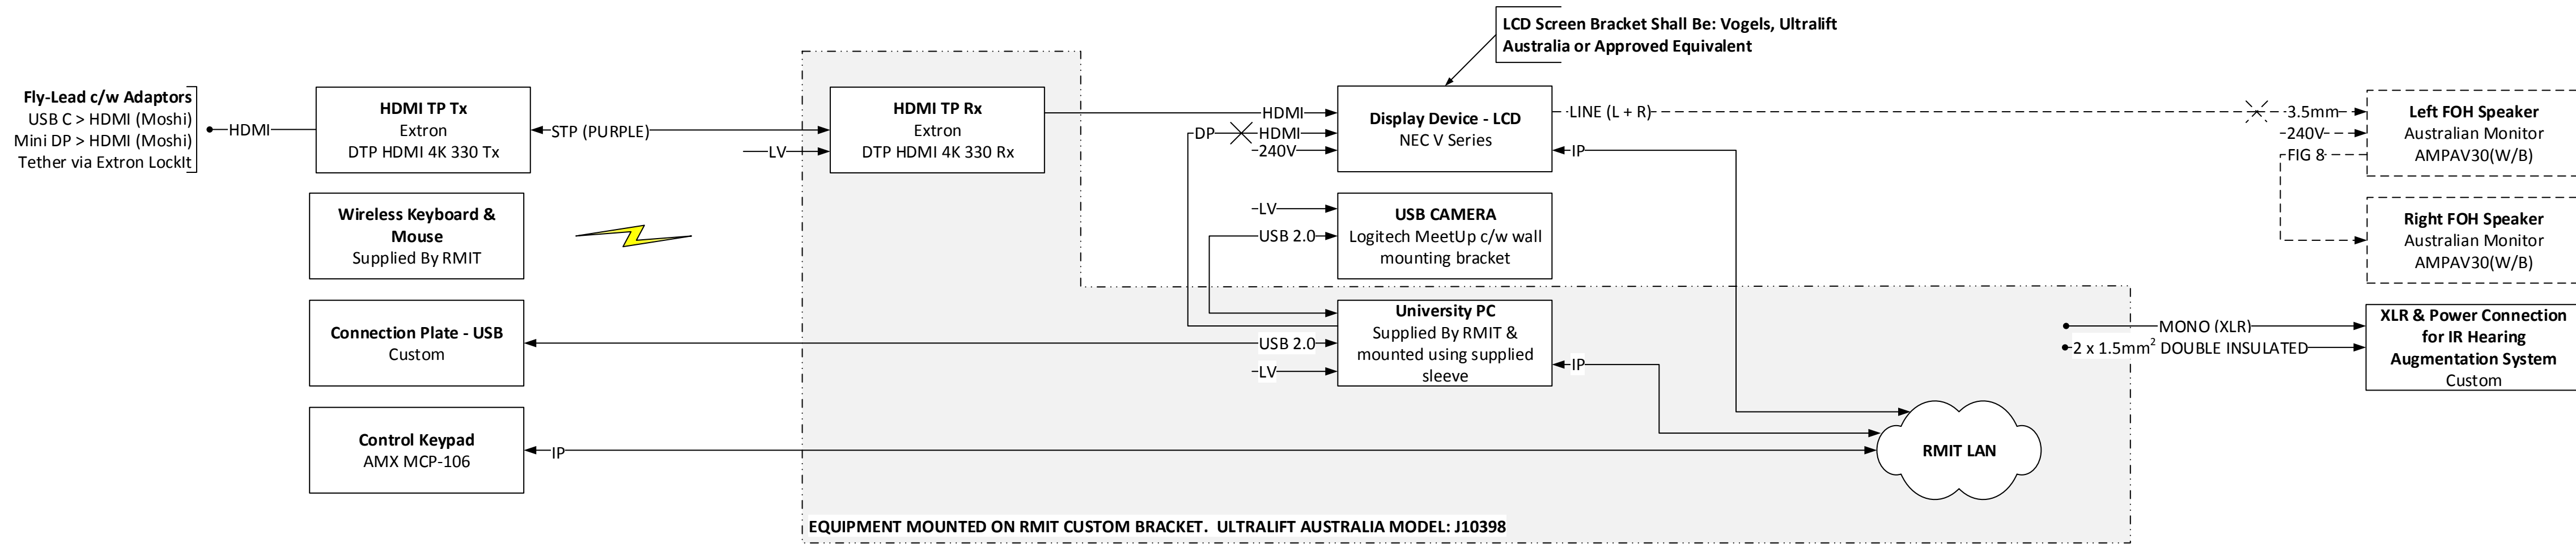 LCD Screen Bracket Shall Be: Vogels, Ultralift
Australia or Approved Equivalent
Fly-Lead c/w Adaptors
USB C > HDMI (Moshi)
Mini DP > HDMI (Moshi)
Tether via Extron LockIt
HDMI
HDMI TP Tx
Extron
DTP HDMI 4K 330 Tx
STP (PURPLE)
LV
HDMI TP Rx
Extron
DTP HDMI 4K 330 Rx
HDMI
DP
HDMI
240V
Display Device - LCD
NEC V Series
LINE (L + R)
IP
3.5mm
240V
FIG 8
Left FOH Speaker
Australian Monitor
AMPAV30(W/B)
Wireless Keyboard &
Mouse
Supplied By RMIT
LV
USB 2.0
USB CAMERA
Logitech MeetUp c/w wall
mounting bracket
Right FOH Speaker
Australian Monitor
AMPAV30(W/B)
Connection Plate - USB
Custom
USB 2.0
LV
University PC
Supplied By RMIT &
mounted using supplied
sleeve
IP
MONO (XLR)
2 x 1.5mm² DOUBLE INSULATED
XLR & Power Connection
for IR Hearing
Augmentation System
Custom
Control Keypad
AMX MCP-106
IP
RMIT LAN
EQUIPMENT MOUNTED ON RMIT CUSTOM BRACKET. ULTRALIFT AUSTRALIA MODEL: J10398